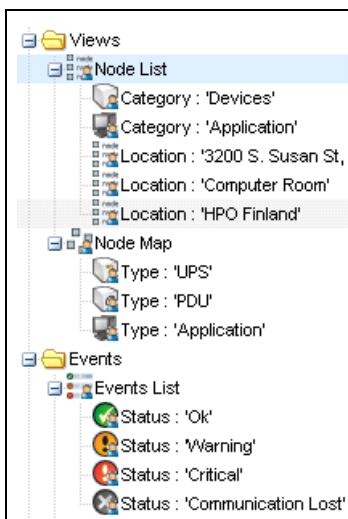 Views
Node List
Category : 'Devices'
Category : 'Application'
Location : '3200 S. Susan St,
Location : 'Computer Room'
Location : 'HPO Finland'
Node Map
Type : 'UPS'
Type : 'PDU'
Type : 'Application'
Events
Events List
Status : 'Ok'
Status : 'Warning'
Status : 'Critical'
Status : 'Communication Lost'